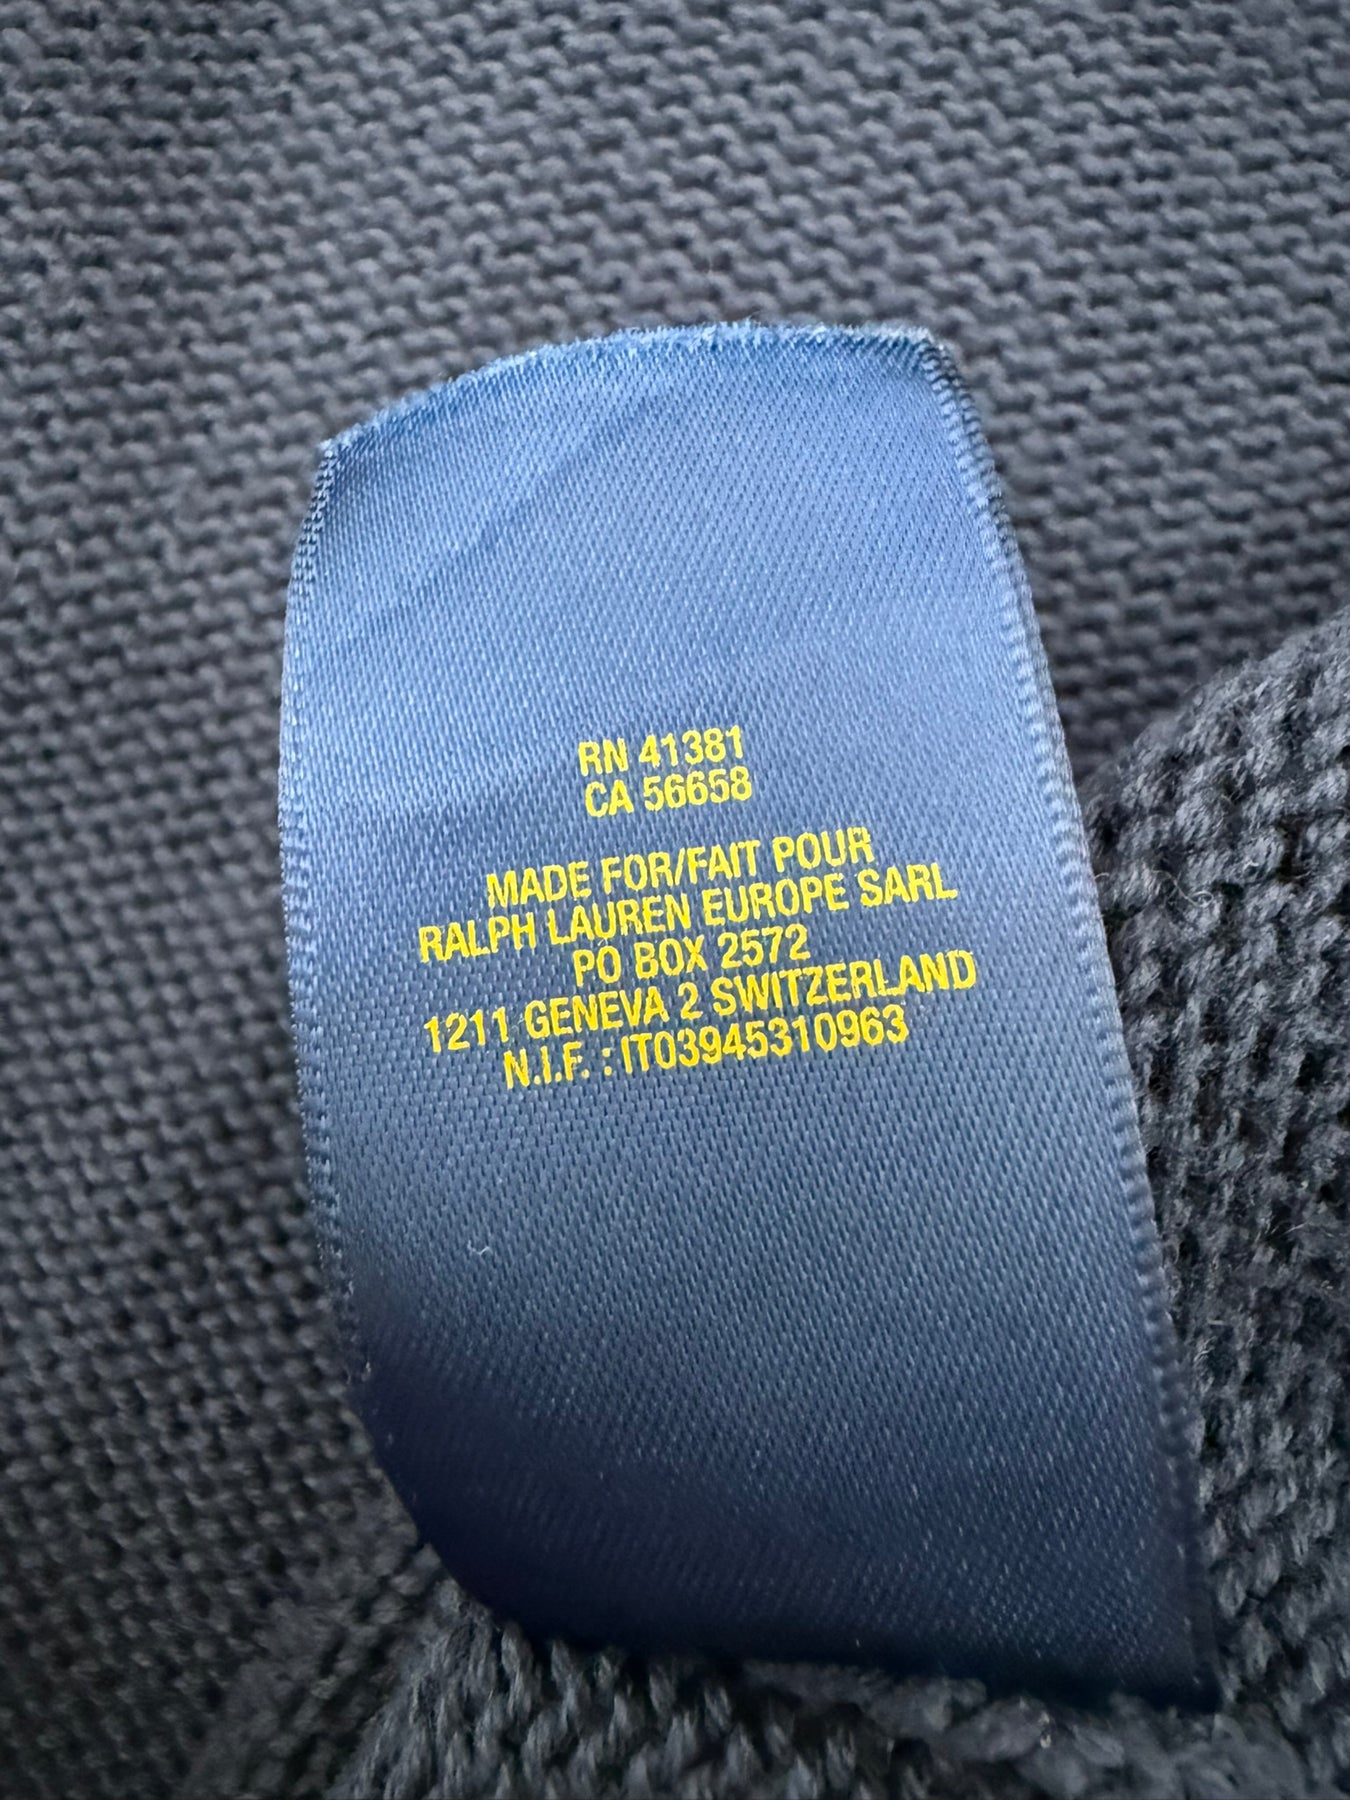 RN 41381
CA 56658
MADE FOR/FAIT POUR
RALPH LAUREN EUROPE SARL
PO BOX 2572
1211 GENEVA 2 SWITZERLAND
N.I.F. : IT03945310963